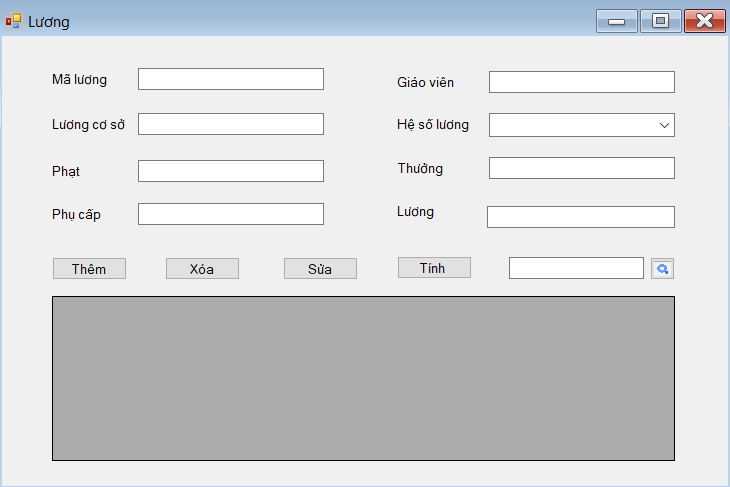 Lương
Mã lương
Giáo viên
Lương cơ sở
Hệ số lương
Phạt
Thưởng
Phụ cấp
Lương
Thêm Xóa Sửa Tính